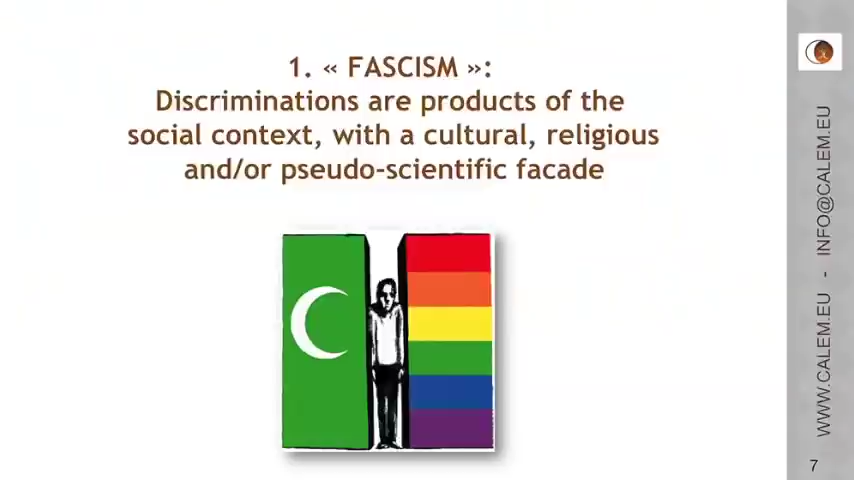 1. « FASCISM »:
Discriminations are products of the
social context, with a cultural, religious
and/or pseudo-scientific facade
WWW.CALEM.EU - INFO@CALEM.EU
7